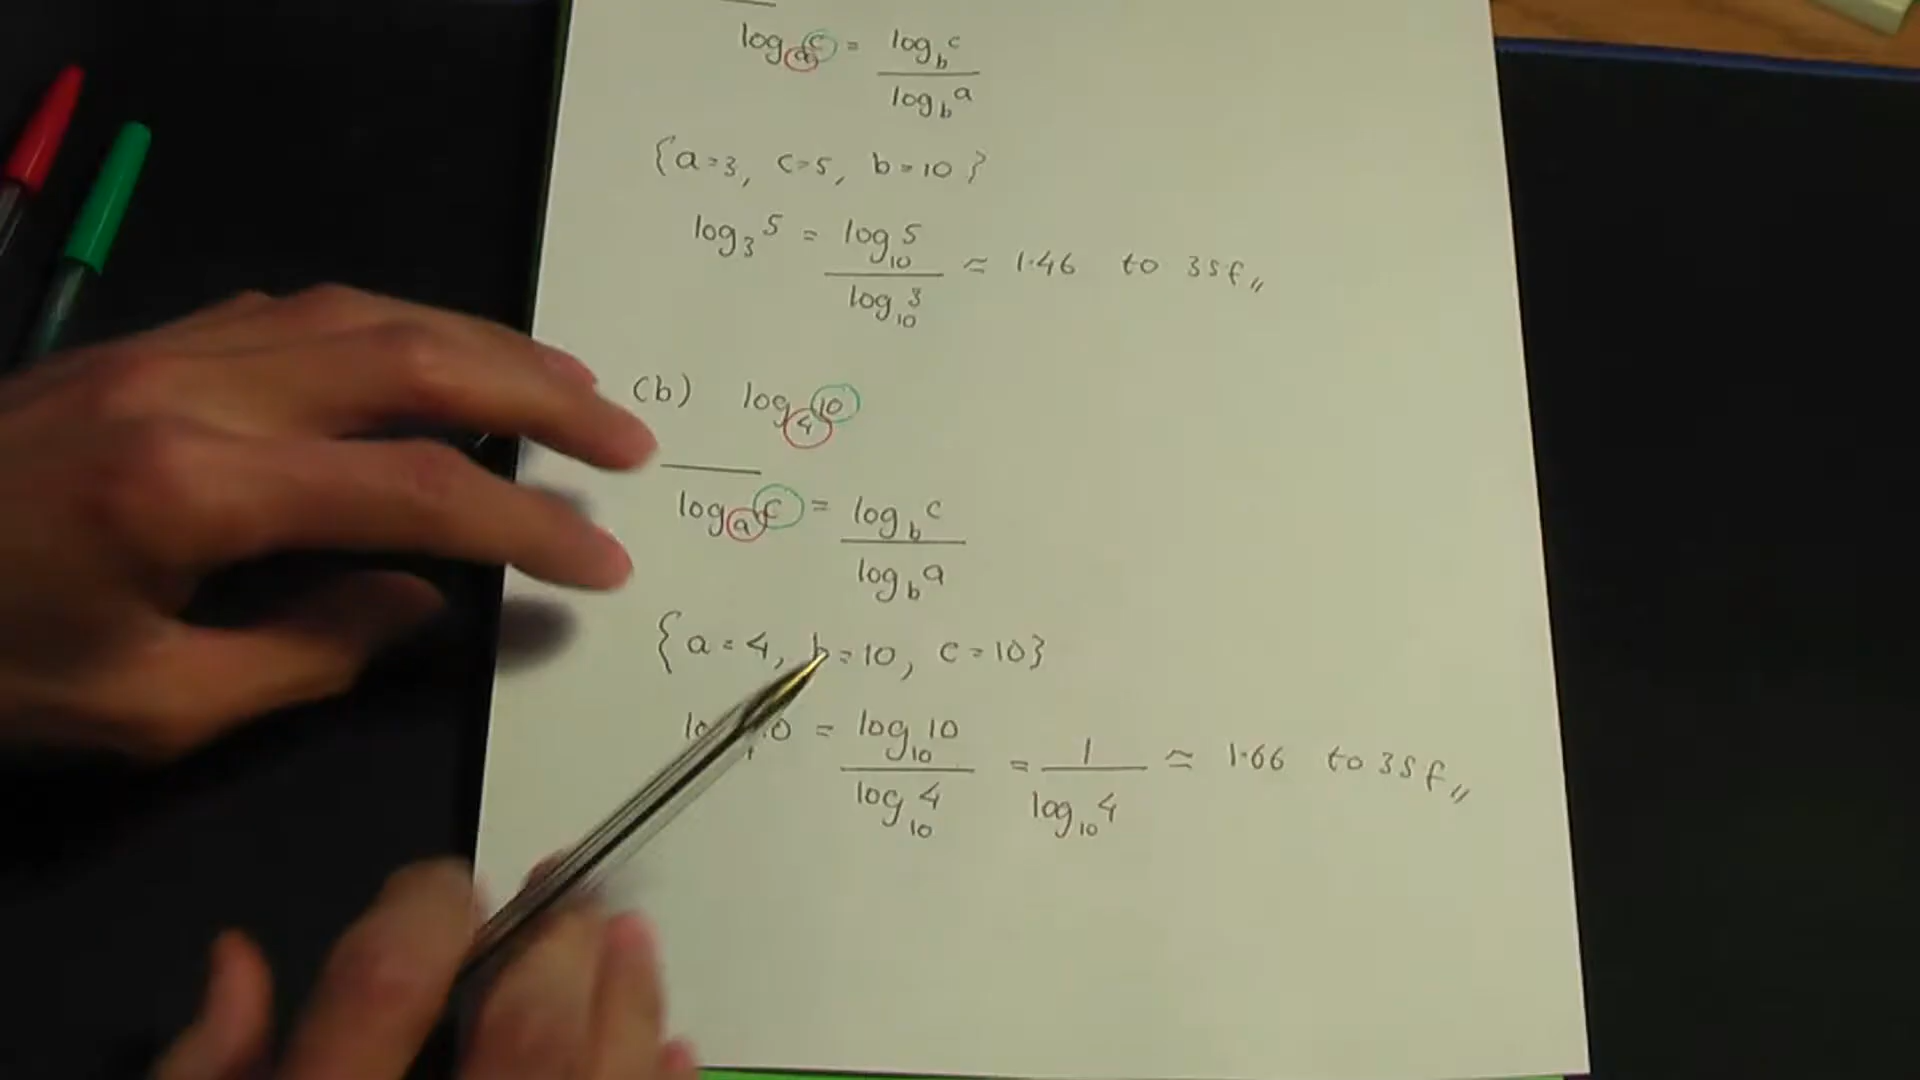 log_a c = log_b c / log_b a
{a=3, c=5, b=10}
log_3 5 = log_10 5 / log_10 3 ≈ 1.46 to 3sf,,
(b) log_4 10
log_a c = log_b c / log_b a
{a=4, b=10, c=10}
= log_10 10 / log_10 4 = 1 / log_10 4 ≈ 1.66 to 3sf,,